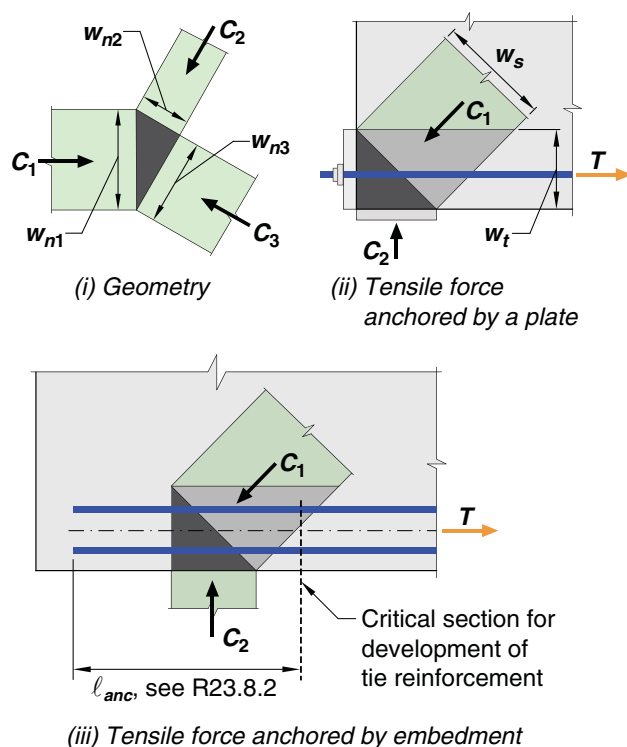 w_n2
C_2
C_1
w_n3
w_n1
C_3
(i) Geometry
w_s
C_1
T
w_t
C_2
(ii) Tensile force
anchored by a plate
C_1
T
C_2
Critical section for
development of
tie reinforcement
ℓ_anc, see R23.8.2
(iii) Tensile force anchored by embedment